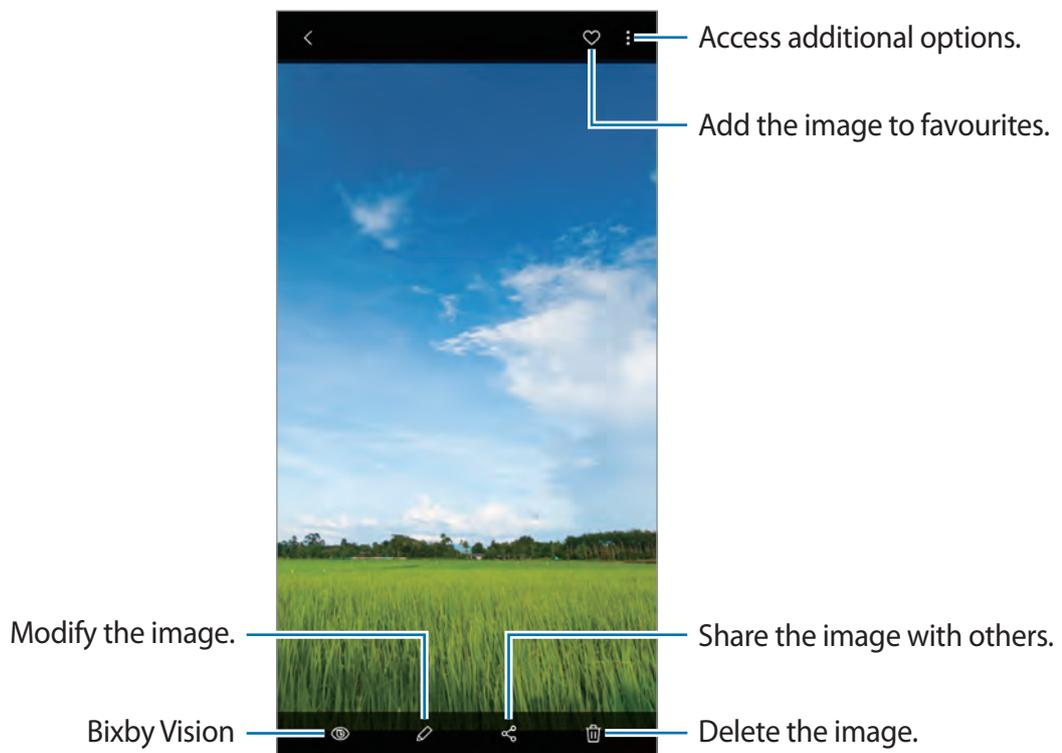 Access additional options.
Add the image to favourites.
Modify the image.
Share the image with others.
Bixby Vision
Delete the image.